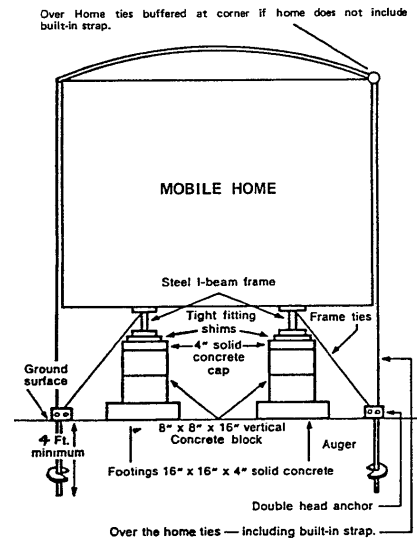 Over Home ties buffered at corner if home does not include
built-in strap.
MOBILE HOME
Steel I-beam frame
Tight fitting
shims
Frame ties
4" solid
concrete
cap
Ground
surface
4 Ft.
minimum
8" x 8" x 16" vertical
Concrete block
Auger
Footings 16" x 16" x 4" solid concrete
Double head anchor
Over the home ties — including built-in strap.